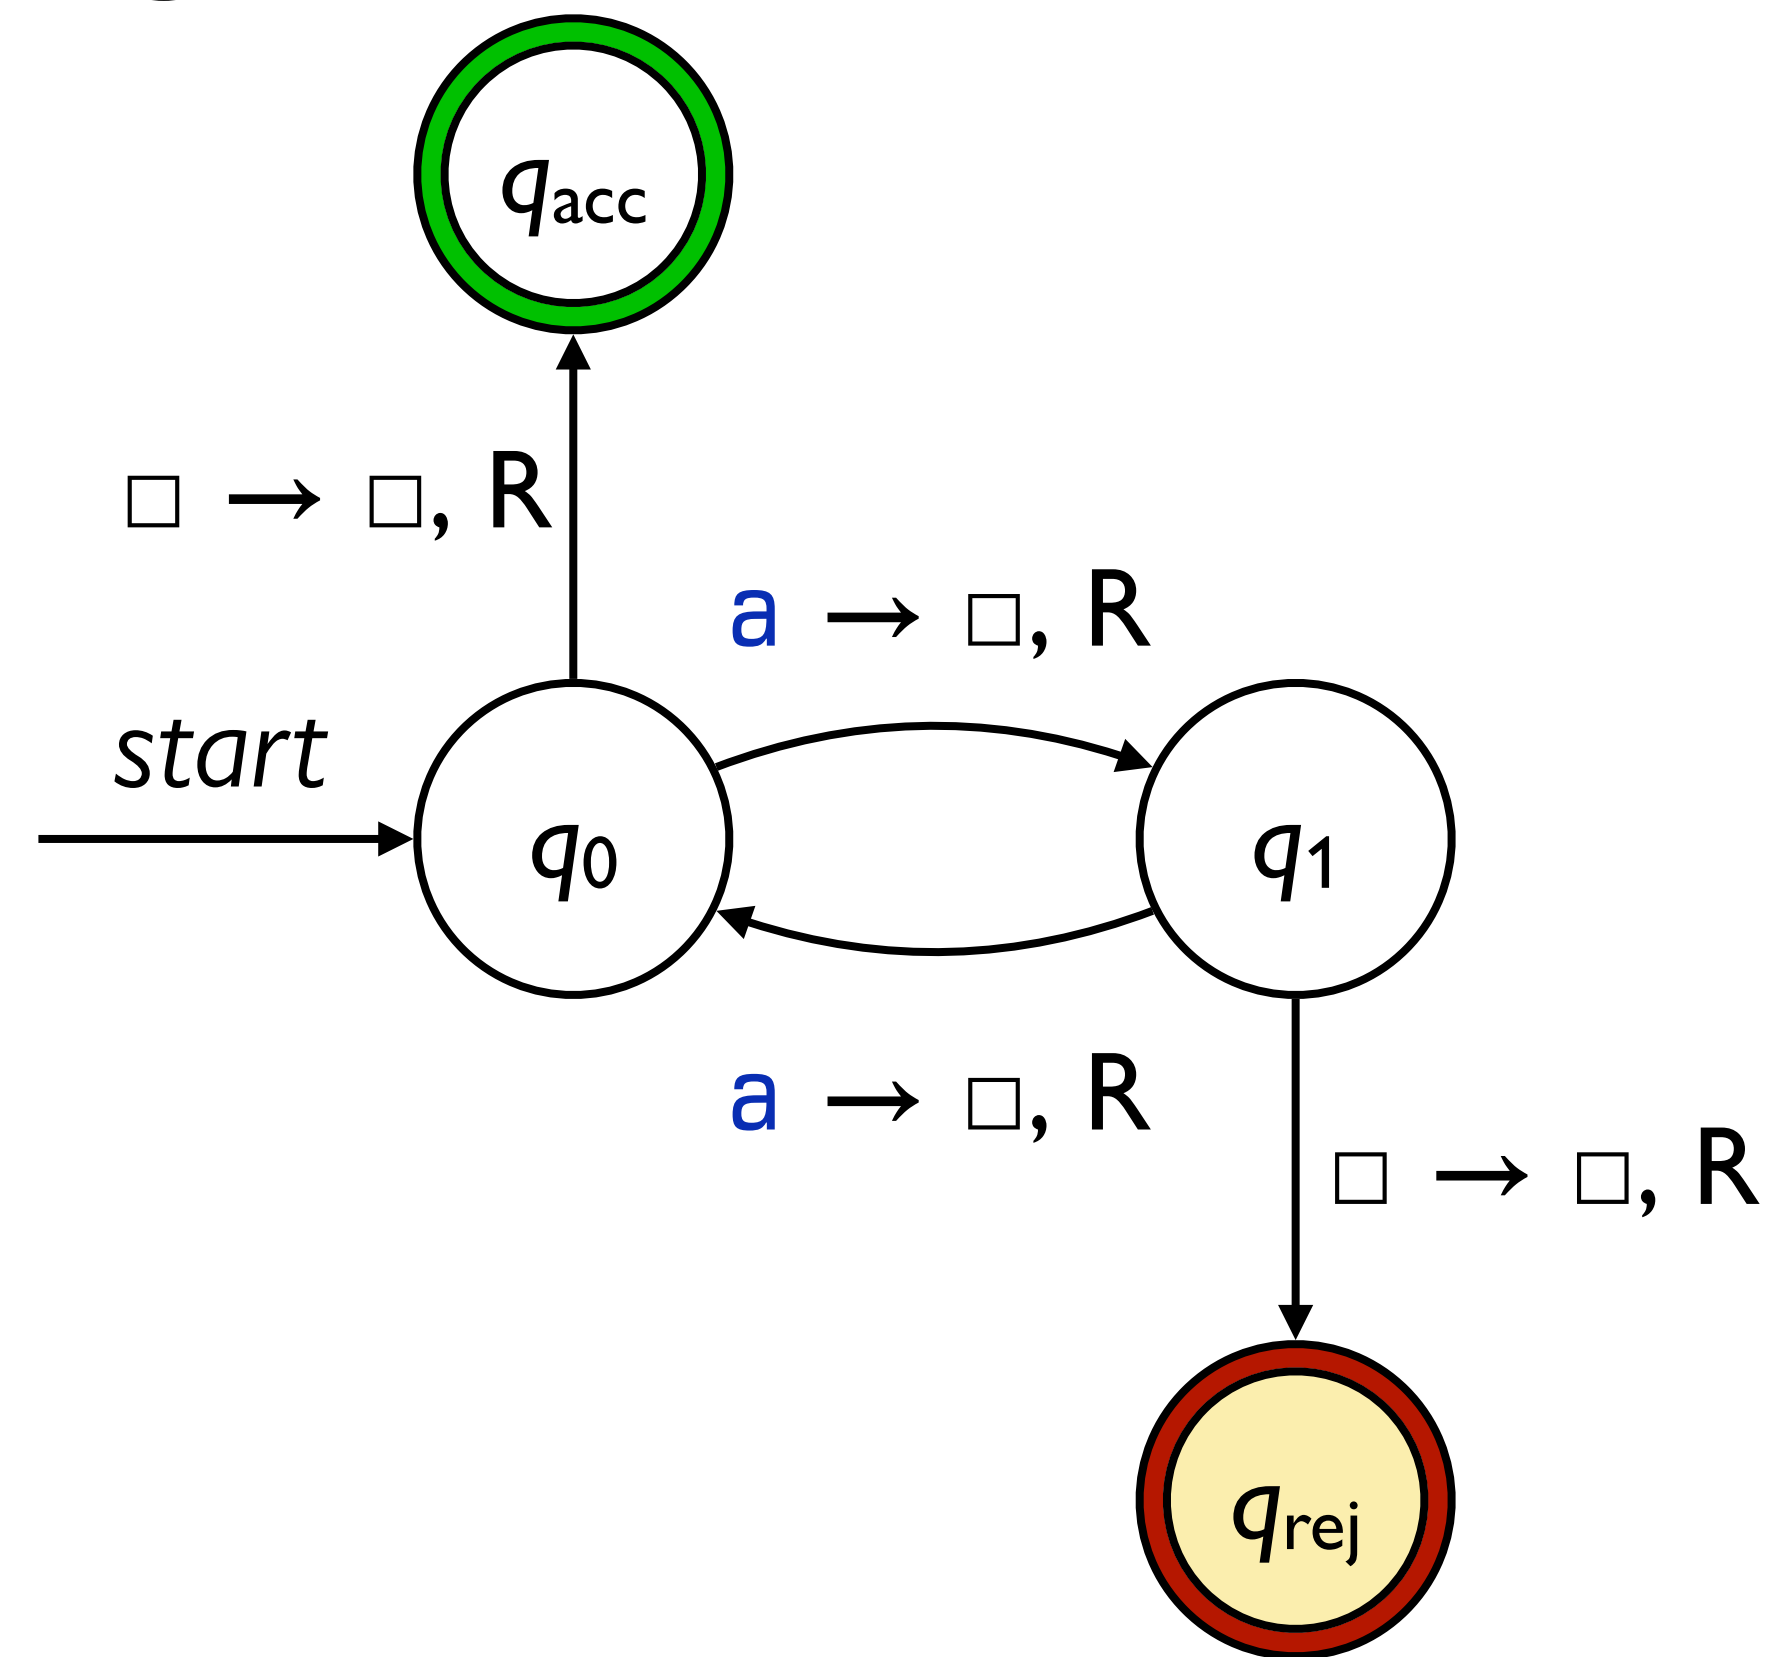 qacc
□ → □, R
a → □, R
start
q0
q1
a → □, R
□ → □, R
qrej